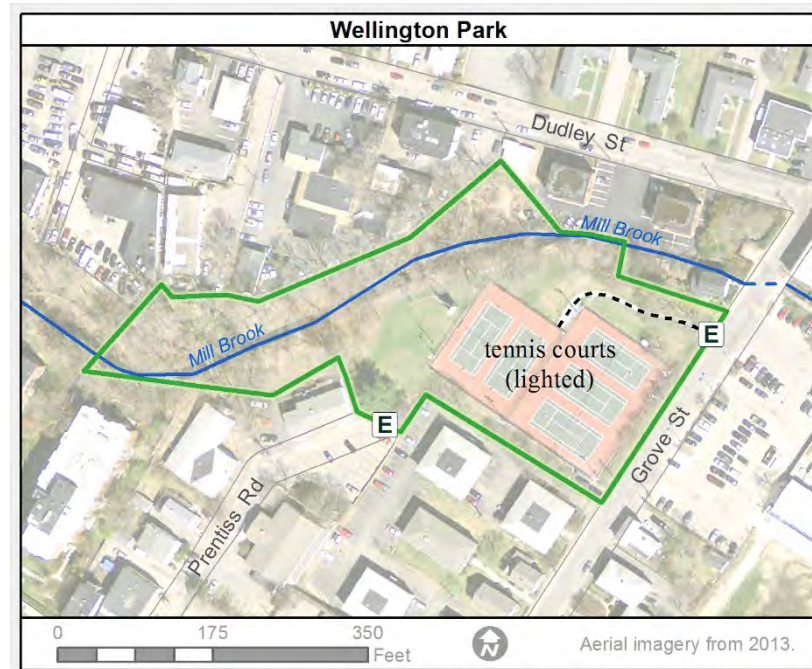 Wellington Park
Dudley St
Mill Brook
Mill Brook
E
tennis courts
(lighted)
E
Grove St
Prentiss Rd
0 175 350
Feet
N
Aerial imagery from 2013.